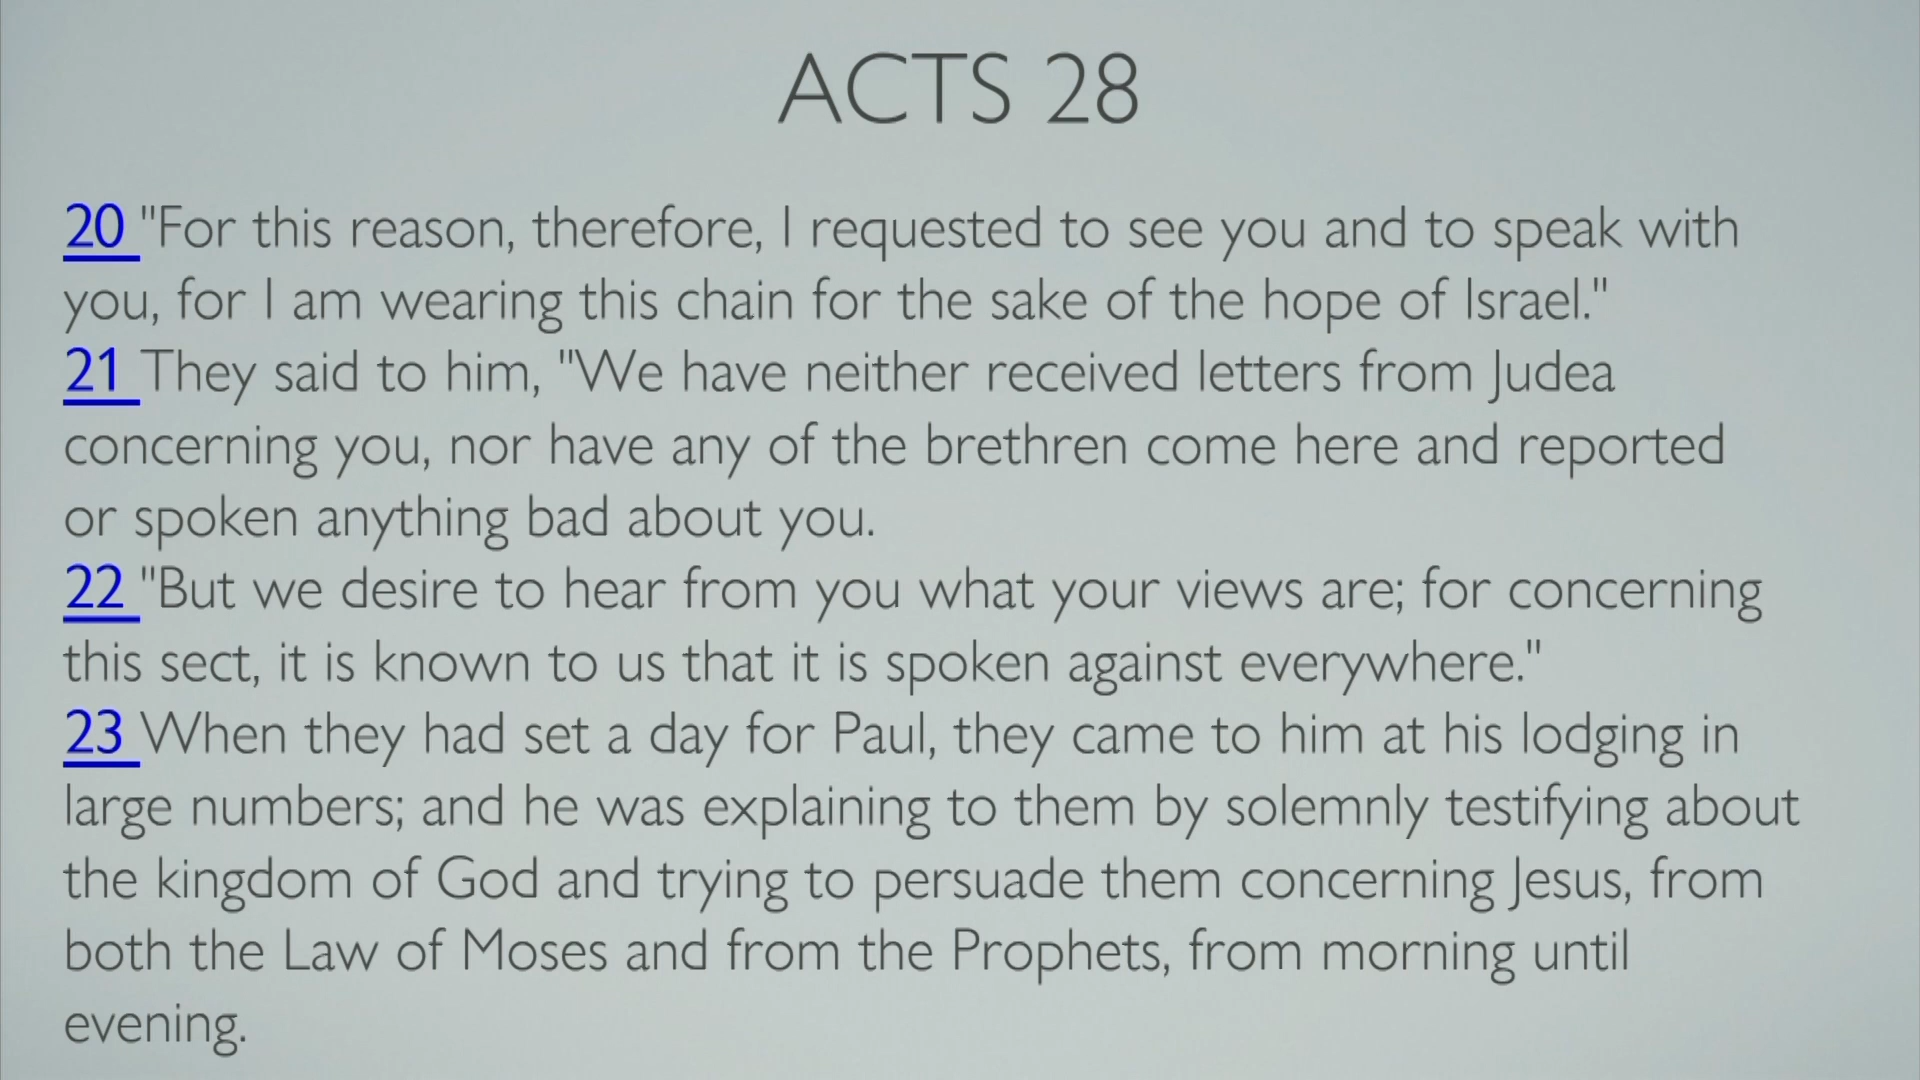 ACTS 28
20 "For this reason, therefore, I requested to see you and to speak with
you, for I am wearing this chain for the sake of the hope of Israel."
21 They said to him, "We have neither received letters from Judea
concerning you, nor have any of the brethren come here and reported
or spoken anything bad about you.
22 "But we desire to hear from you what your views are; for concerning
this sect, it is known to us that it is spoken against everywhere."
23 When they had set a day for Paul, they came to him at his lodging in
large numbers; and he was explaining to them by solemnly testifying about
the kingdom of God and trying to persuade them concerning Jesus, from
both the Law of Moses and from the Prophets, from morning until
evening.